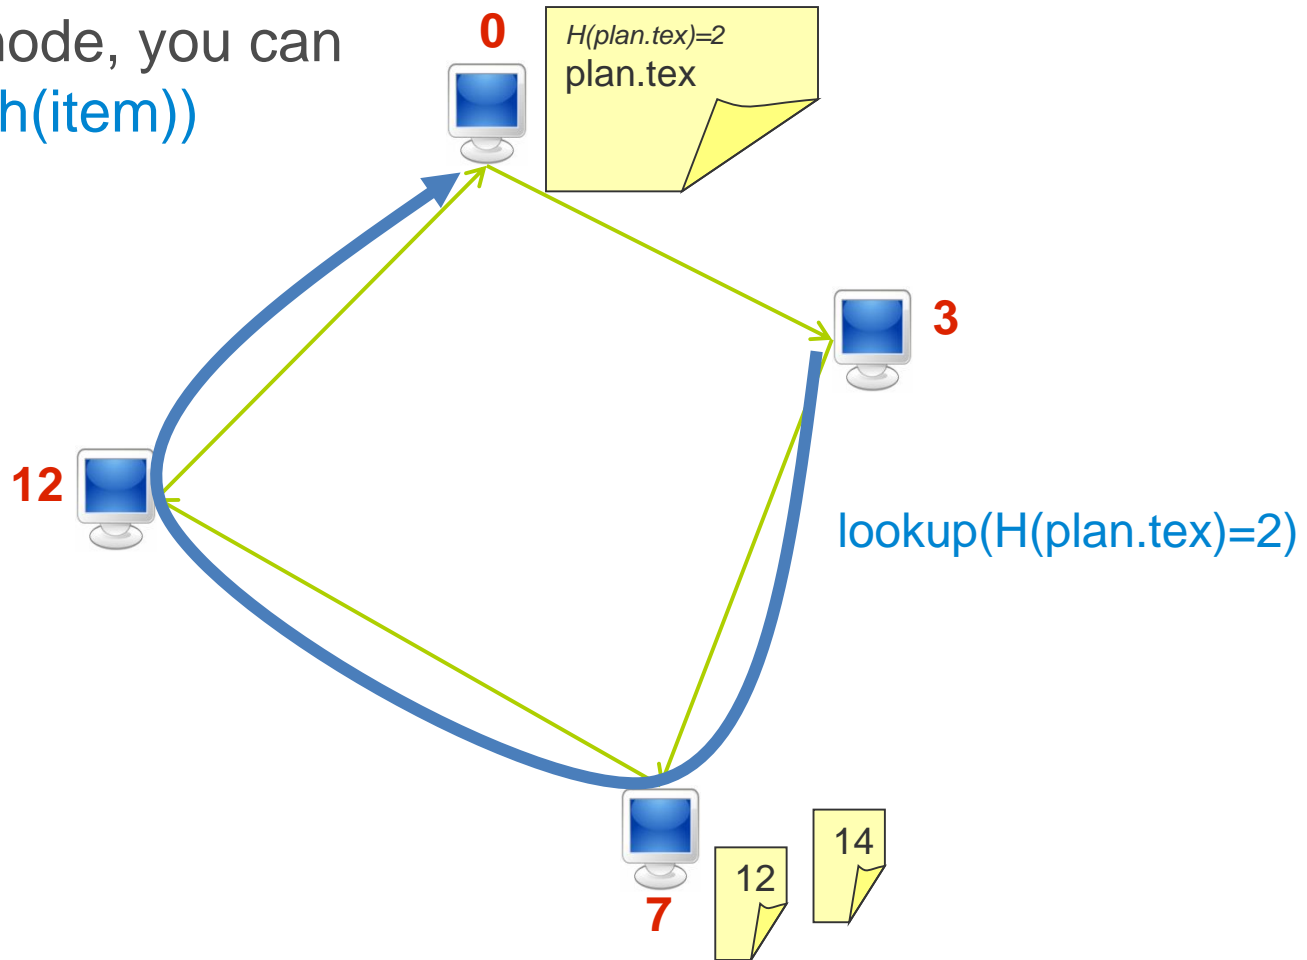 node, you can
h(item))
0
H(plan.tex)=2
plan.tex
3
12
lookup(H(plan.tex)=2)
7
12
14